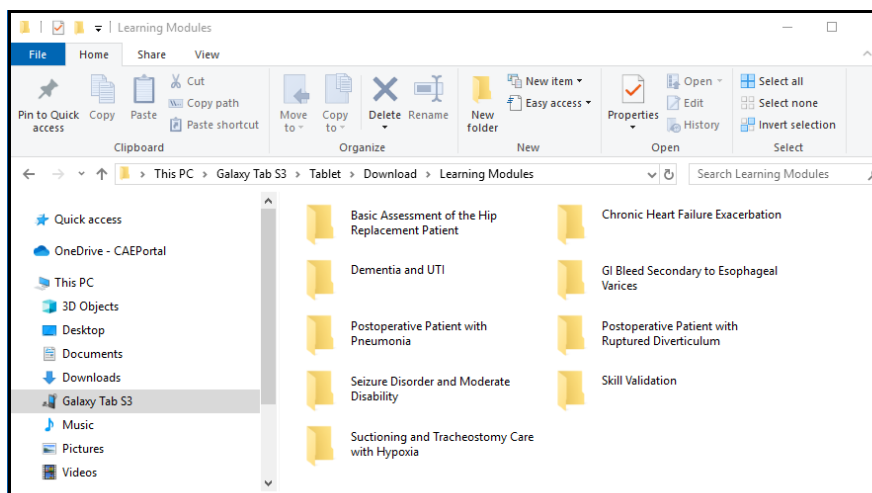 Learning Modules
File Home Share View
Pin to Quick access
Copy
Paste
Cut
Copy path
Paste shortcut
Clipboard
Move to
Copy to
Delete
Rename
Organize
New folder
New item
Easy access
New
Properties
Open
Edit
History
Open
Select all
Select none
Invert selection
Select
This PC > Galaxy Tab S3 > Tablet > Download > Learning Modules
Search Learning Modules
Quick access
OneDrive - CAEPortal
This PC
3D Objects
Desktop
Documents
Downloads
Galaxy Tab S3
Music
Pictures
Videos
Basic Assessment of the Hip
Replacement Patient
Chronic Heart Failure Exacerbation
Dementia and UTI
GI Bleed Secondary to Esophageal
Varices
Postoperative Patient with
Pneumonia
Postoperative Patient with
Ruptured Diverticulum
Seizure Disorder and Moderate
Disability
Skill Validation
Suctioning and Tracheostomy Care
with Hypoxia